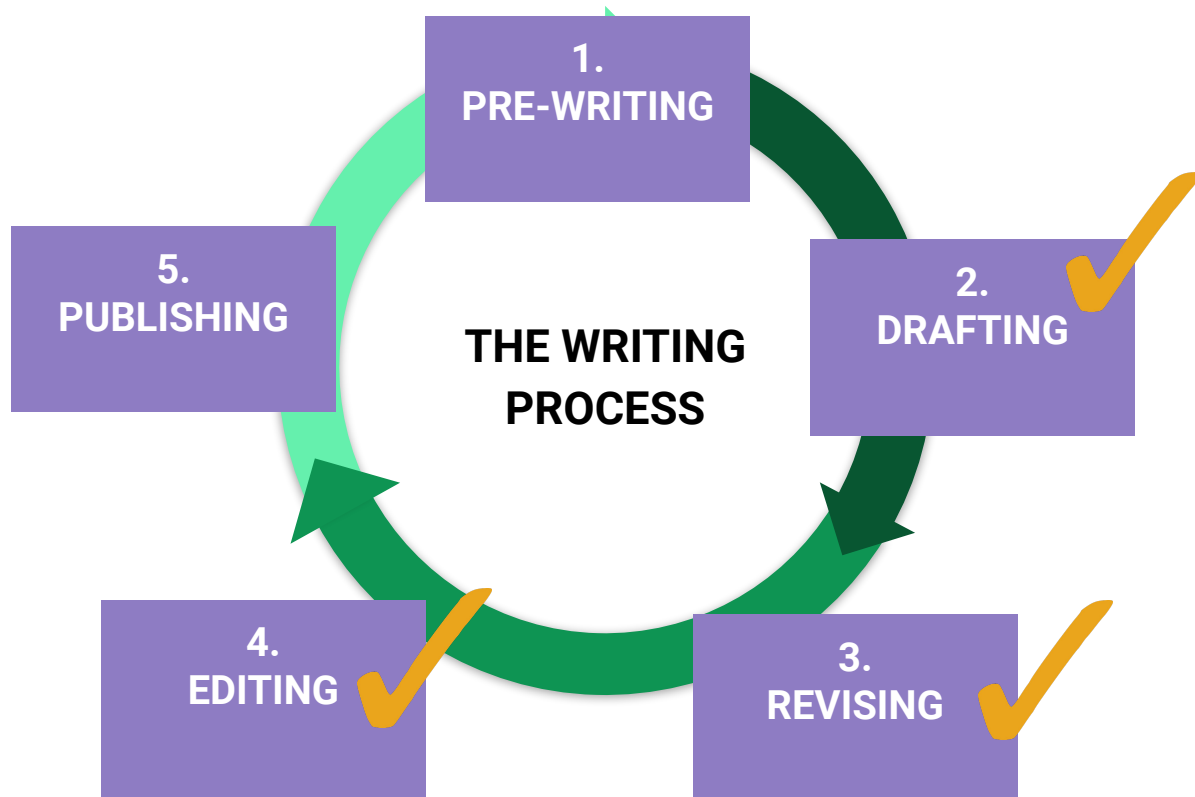 1.
PRE-WRITING
2.
DRAFTING
3.
REVISING
4.
EDITING
5.
PUBLISHING
THE WRITING
PROCESS